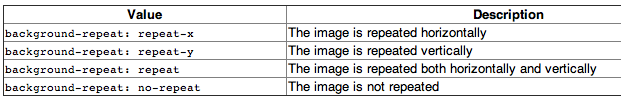 Value Description
background-repeat: repeat-x The image is repeated horizontally
background-repeat: repeat-y The image is repeated vertically
background-repeat: repeat The image is repeated both horizontally and vertically
background-repeat: no-repeat The image is not repeated